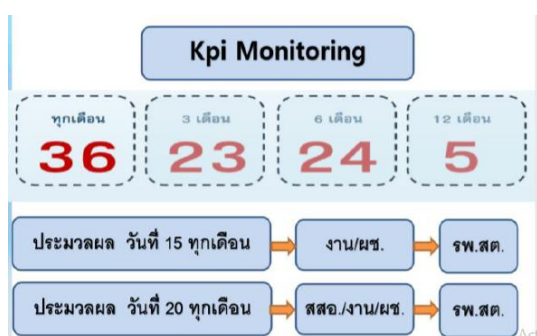 Kpi Monitoring
ทุกเดือน 3 เดือน 6 เดือน 12 เดือน
36 23 24 5
ประมวลผล วันที่ 15 ทุกเดือน งาน/ผช. รพ.สต.
ประมวลผล วันที่ 20 ทุกเดือน สสอ./งาน/ผช. รพ.สต.